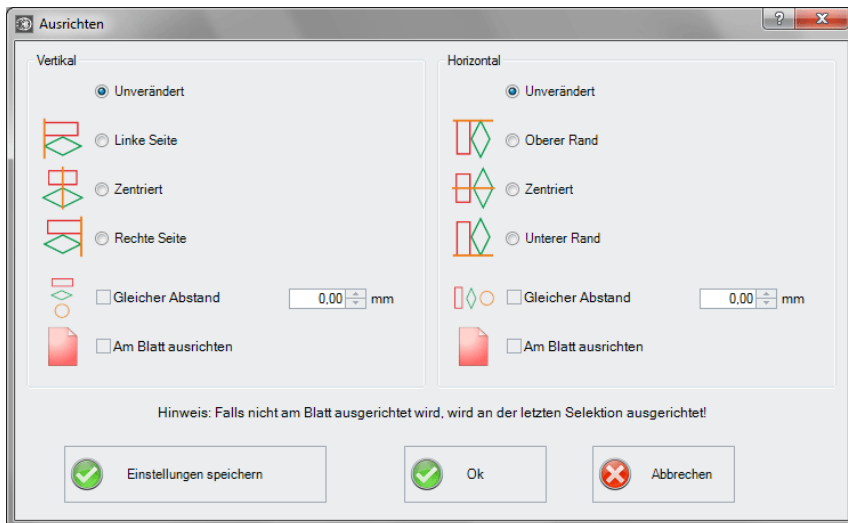 Ausrichten
?
Vertikal
Unverändert
Linke Seite
Zentriert
Rechte Seite
Gleicher Abstand 0,00 mm
Am Blatt ausrichten
Horizontal
Unverändert
Oberer Rand
Zentriert
Unterer Rand
Gleicher Abstand 0,00 mm
Am Blatt ausrichten
Hinweis: Falls nicht am Blatt ausgerichtet wird, wird an der letzten Selektion ausgerichtet!
Einstellungen speichern
Ok
Abbrechen